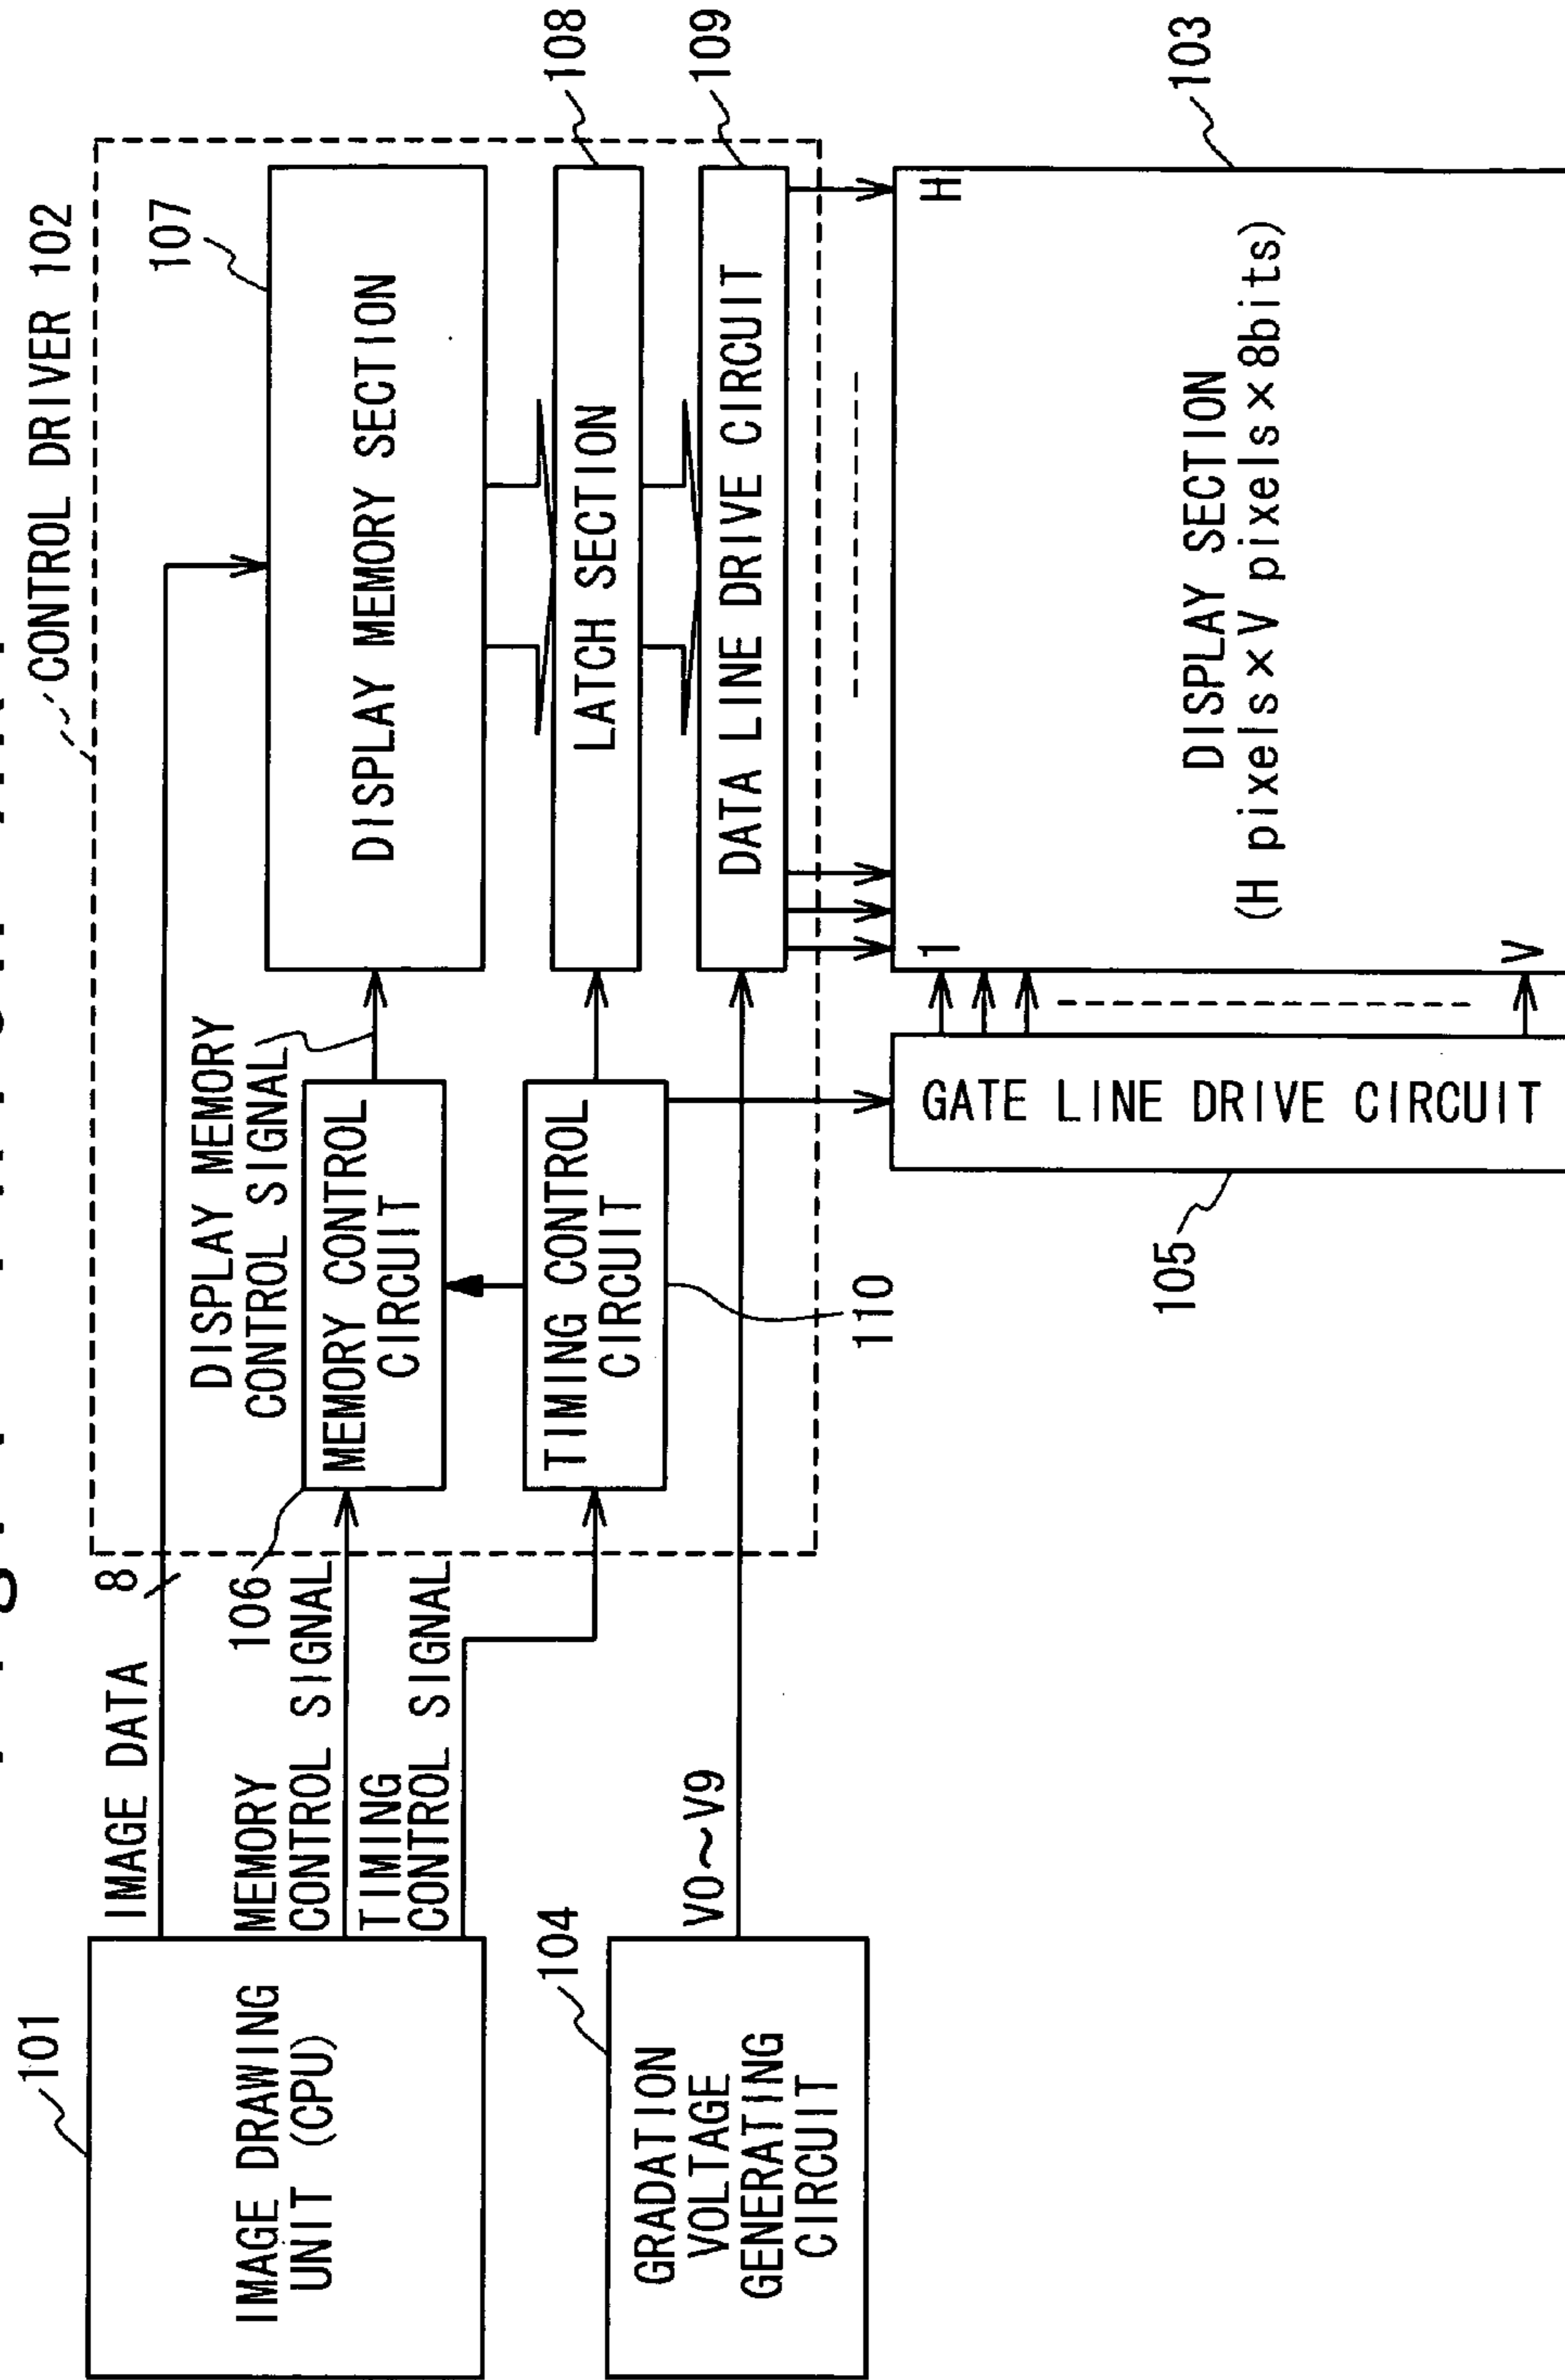 CONTROL DRIVER 102
101
IMAGE DRAWING
UNIT (CPU)
IMAGE DATA
8
MEMORY
CONTROL SIGNAL
TIMING
CONTROL SIGNAL
106
DISPLAY MEMORY
CONTROL SIGNAL
MEMORY CONTROL
CIRCUIT
107
DISPLAY MEMORY SECTION
TIMING CONTROL
CIRCUIT
110
LATCH SECTION
108
104
GRADATION
VOLTAGE
GENERATING
CIRCUIT
V0~V9
DATA LINE DRIVE CIRCUIT
109
105
GATE LINE DRIVE CIRCUIT
1
H
V
DISPLAY SECTION
(H pixels×V pixels×8bits)
103